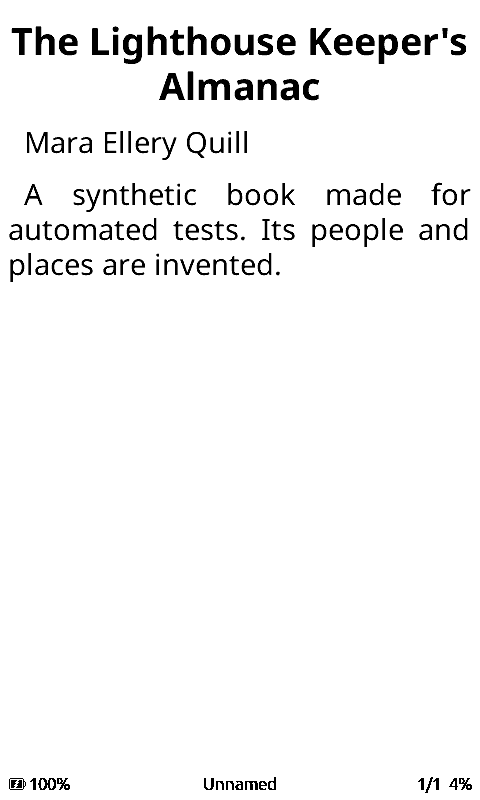 The Lighthouse Keeper's
Almanac
Mara Ellery Quill
A synthetic book made for
automated tests. Its people and
places are invented.
100% Unnamed 1/1 4%